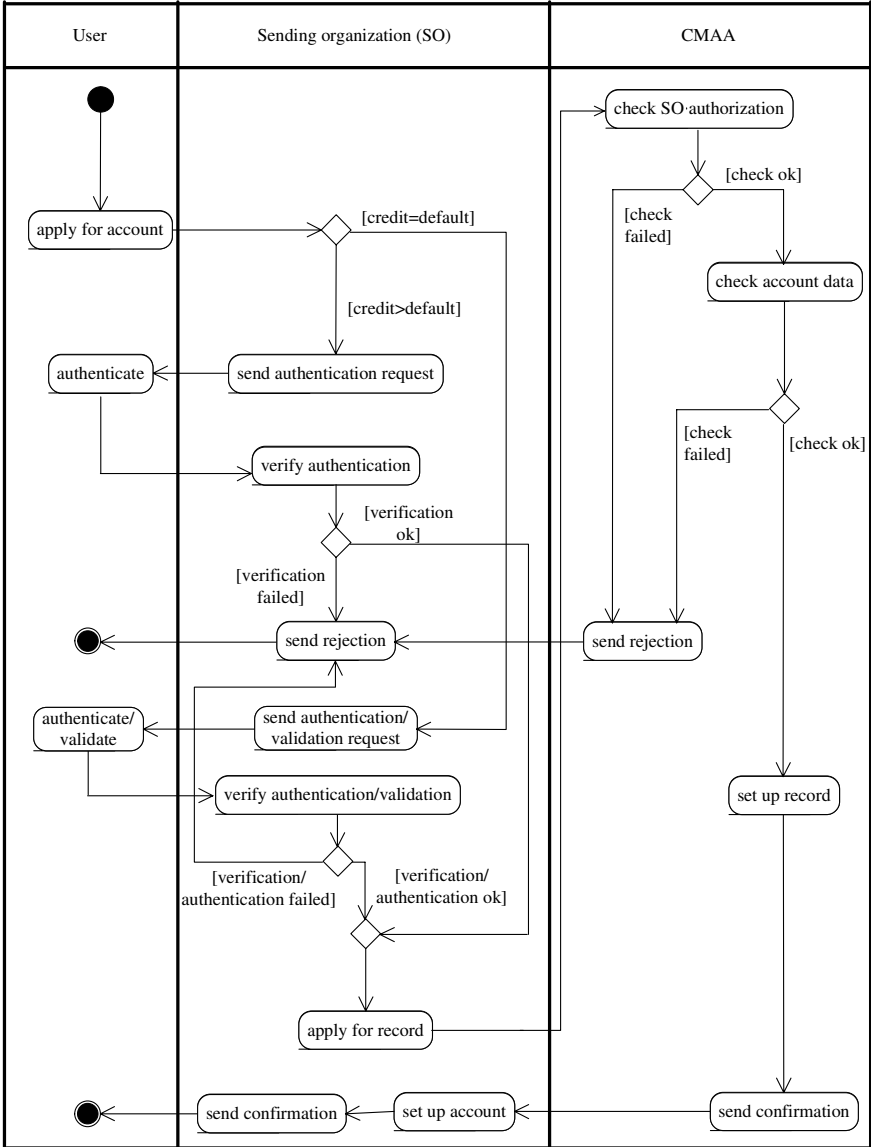 User
Sending organization (SO)
CMAA
check SO·authorization
[check ok]
[check
failed]
apply for account
[credit=default]
check account data
[credit>default]
authenticate
send authentication request
[check
failed]
[check ok]
verify authentication
[verification
ok]
[verification
failed]
send rejection
send rejection
authenticate/
validate
send authentication/
validation request
verify authentication/validation
set up record
[verification/
authentication failed]
[verification/
authentication ok]
apply for record
send confirmation
set up account
send confirmation